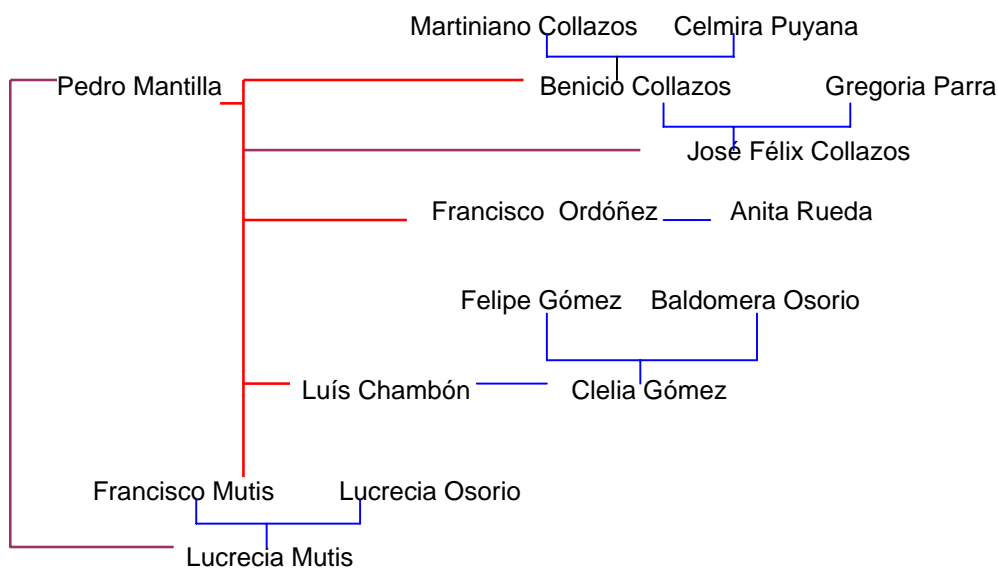 Martiniano Collazos Celmira Puyana
Pedro Mantilla Benicio Collazos Gregoria Parra
José Félix Collazos
Francisco Ordóñez Anita Rueda
Felipe Gómez Baldomera Osorio
Luís Chambón Clelia Gómez
Francisco Mutis Lucrecia Osorio
Lucrecia Mutis